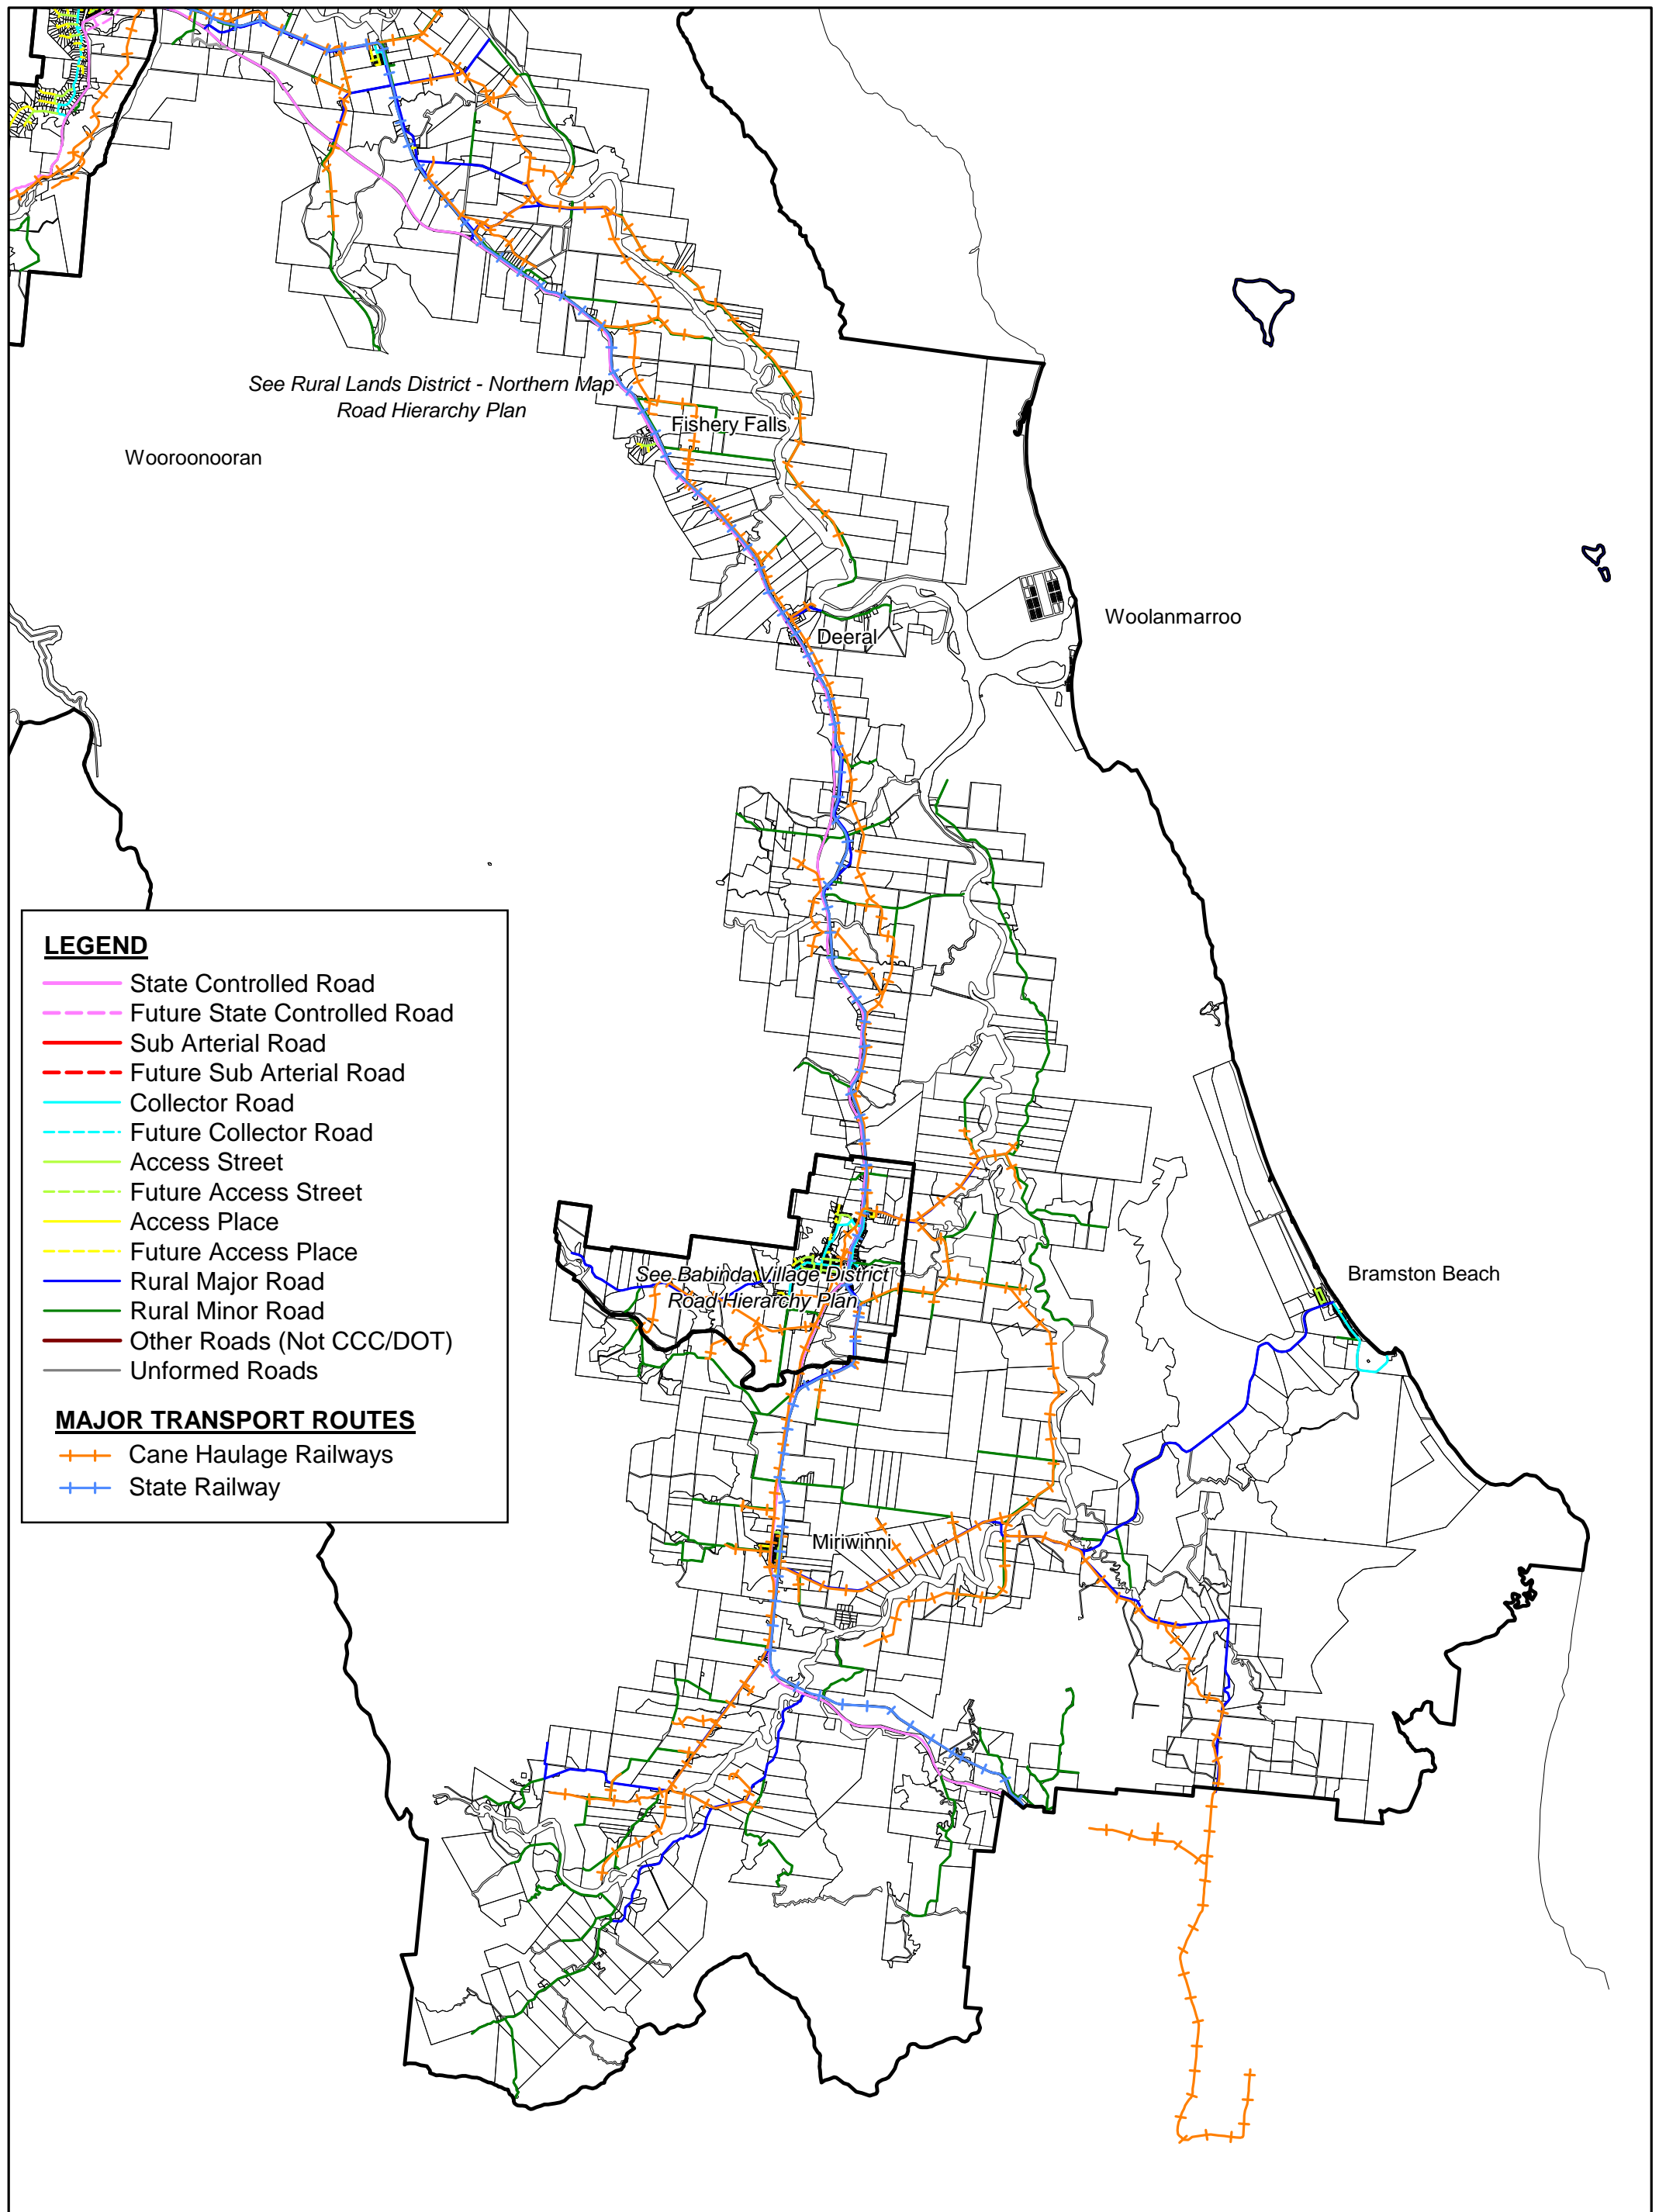 See Rural Lands District - Northern Map
Road Hierarchy Plan
Fishery Falls
Wooroonooran
Woolanmarroo
Deeral
LEGEND
State Controlled Road
Future State Controlled Road
Sub Arterial Road
Future Sub Arterial Road
Collector Road
Future Collector Road
Access Street
Future Access Street
Access Place
Future Access Place
Rural Major Road
Rural Minor Road
Other Roads (Not CCC/DOT)
Unformed Roads
MAJOR TRANSPORT ROUTES
Cane Haulage Railways
State Railway
See Babinda Village District
Road Hierarchy Plan
Bramston Beach
Miriwinni